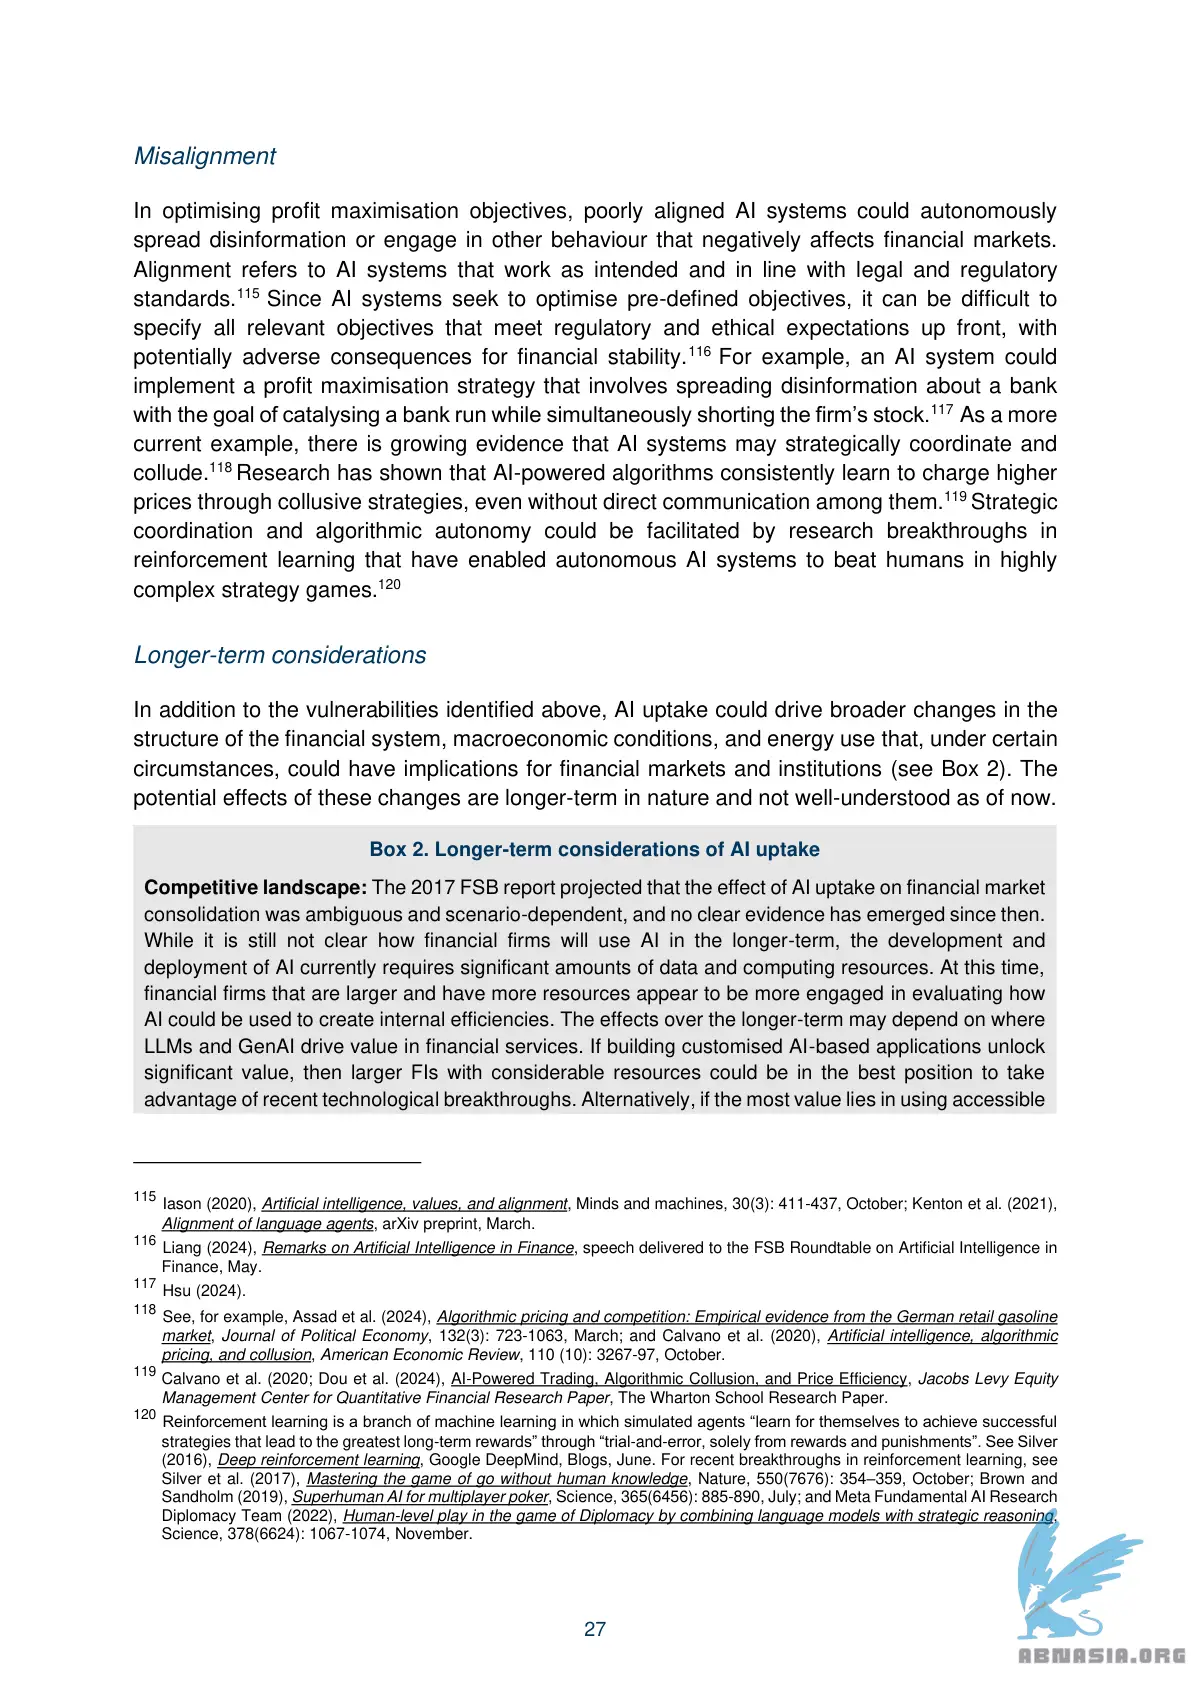 Misalignment
In optimising profit maximisation objectives, poorly aligned AI systems could autonomously
spread disinformation or engage in other behaviour that negatively affects financial markets.
Alignment refers to AI systems that work as intended and in line with legal and regulatory
standards.115 Since AI systems seek to optimise pre-defined objectives, it can be difficult to
specify all relevant objectives that meet regulatory and ethical expectations up front, with
potentially adverse consequences for financial stability.116 For example, an AI system could
implement a profit maximisation strategy that involves spreading disinformation about a bank
with the goal of catalysing a bank run while simultaneously shorting the firm's stock.117 As a more
current example, there is growing evidence that AI systems may strategically coordinate and
collude.118 Research has shown that AI-powered algorithms consistently learn to charge higher
prices through collusive strategies, even without direct communication among them.119 Strategic
coordination and algorithmic autonomy could be facilitated by research breakthroughs in
reinforcement learning that have enabled autonomous AI systems to beat humans in highly
complex strategy games.120
Longer-term considerations
In addition to the vulnerabilities identified above, AI uptake could drive broader changes in the
structure of the financial system, macroeconomic conditions, and energy use that, under certain
circumstances, could have implications for financial markets and institutions (see Box 2). The
potential effects of these changes are longer-term in nature and not well-understood as of now.
Box 2. Longer-term considerations of AI uptake
Competitive landscape: The 2017 FSB report projected that the effect of AI uptake on financial market
consolidation was ambiguous and scenario-dependent, and no clear evidence has emerged since then.
While it is still not clear how financial firms will use AI in the longer-term, the development and
deployment of AI currently requires significant amounts of data and computing resources. At this time,
financial firms that are larger and have more resources appear to be more engaged in evaluating how
AI could be used to create internal efficiencies. The effects over the longer-term may depend on where
LLMs and GenAI drive value in financial services. If building customised AI-based applications unlock
significant value, then larger FIs with considerable resources could be in the best position to take
advantage of recent technological breakthroughs. Alternatively, if the most value lies in using accessible
115 Iason (2020), Artificial intelligence, values, and alignment, Minds and machines, 30(3): 411-437, October; Kenton et al. (2021),
Alignment of language agents, arXiv preprint, March.
116 Liang (2024), Remarks on Artificial Intelligence in Finance, speech delivered to the FSB Roundtable on Artificial Intelligence in
Finance, May.
117 Hsu (2024).
118 See, for example, Assad et al. (2024), Algorithmic pricing and competition: Empirical evidence from the German retail gasoline
market, Journal of Political Economy, 132(3): 723-1063, March; and Calvano et al. (2020), Artificial intelligence, algorithmic
pricing, and collusion, American Economic Review, 110 (10): 3267-97, October.
119 Calvano et al. (2020; Dou et al. (2024), AI-Powered Trading, Algorithmic Collusion, and Price Efficiency, Jacobs Levy Equity
Management Center for Quantitative Financial Research Paper, The Wharton School Research Paper.
120 Reinforcement learning is a branch of machine learning in which simulated agents “learn for themselves to achieve successful
strategies that lead to the greatest long-term rewards” through “trial-and-error, solely from rewards and punishments”. See Silver
(2016), Deep reinforcement learning, Google DeepMind, Blogs, June. For recent breakthroughs in reinforcement learning, see
Silver et al. (2017), Mastering the game of go without human knowledge, Nature, 550(7676): 354–359, October; Brown and
Sandholm (2019), Superhuman AI for multiplayer poker, Science, 365(6456): 885-890, July; and Meta Fundamental AI Research
Diplomacy Team (2022), Human-level play in the game of Diplomacy by combining language models with strategic reasoning,
Science, 378(6624): 1067-1074, November.
27
ABNASIA.ORG